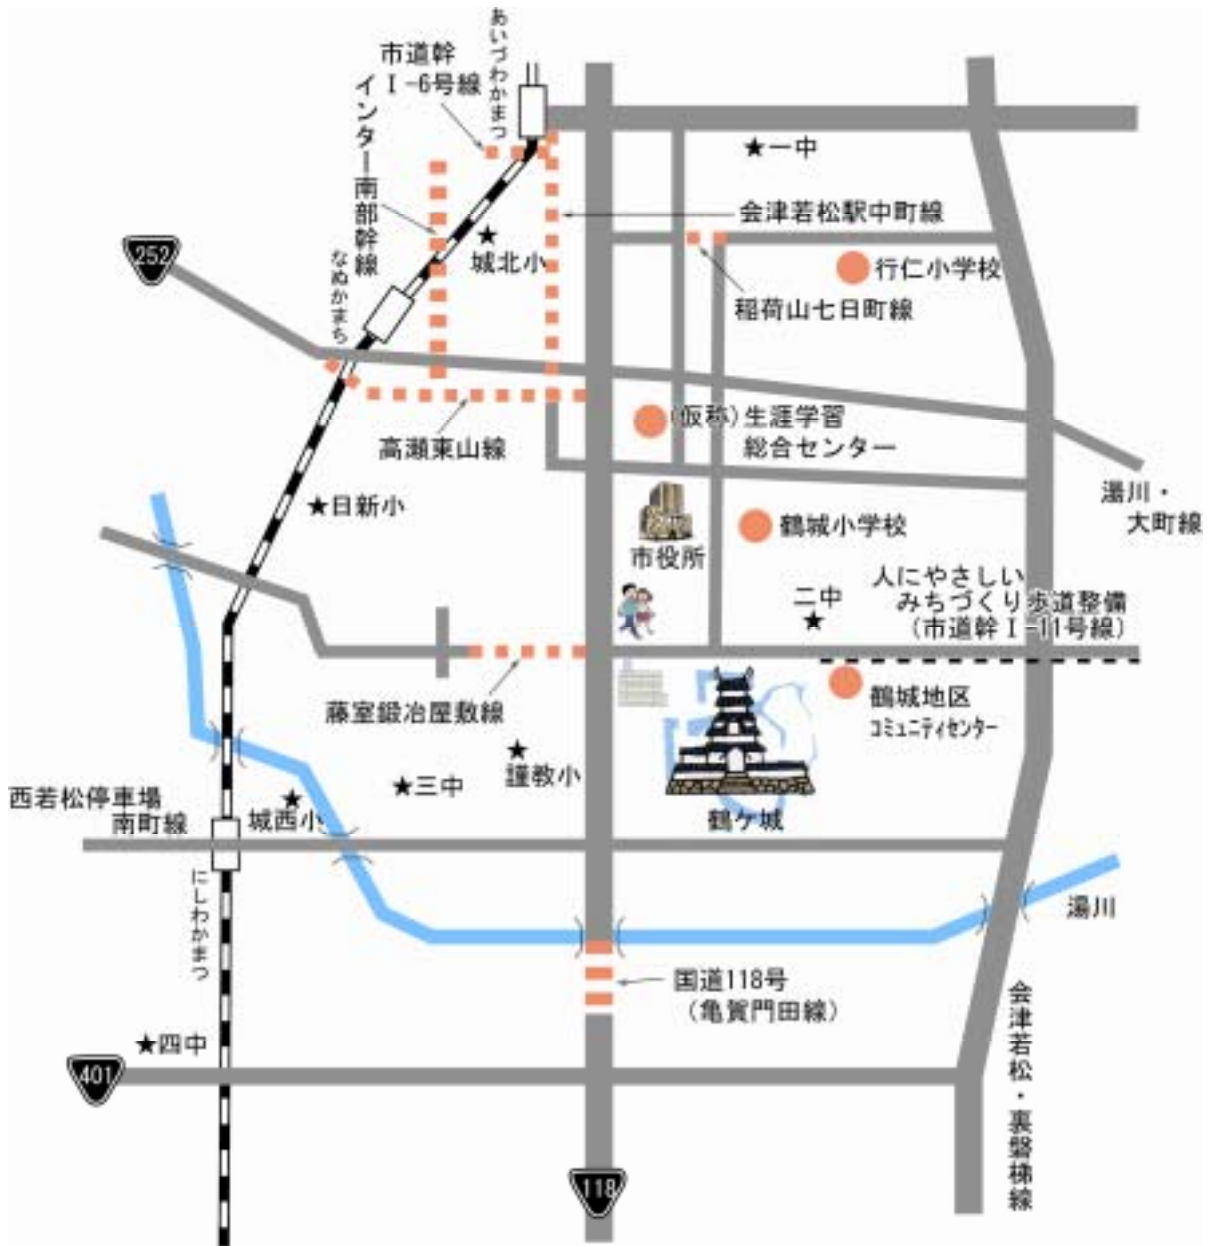 あいづわかまつ
市道幹
Ⅰ-6号線
インター南部幹線
★一中
会津若松駅中町線
252
なぬかまち
★
城北小
行仁小学校
稲荷山七日町線
(仮称)生涯学習
総合センター
高瀬東山線
湯川・
大町線
★日新小
市役所
鶴城小学校
人にやさしい
みちづくり歩道整備
(市道幹Ⅰ-11号線)
二中
★
藤室鍛冶屋敷線
鶴城地区
コミュニティセンター
★
謹教小
★三中
西若松停車場
南町線
★
城西小
鶴ケ城
にしわかまつ
湯川
国道118号
(亀賀門田線)
会津若松・裏磐梯線
★四中
401
118